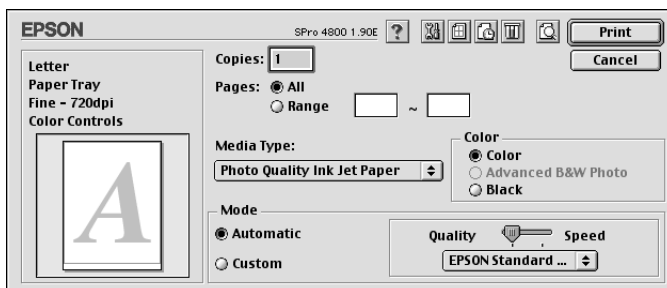 EPSON
SPro 4800 1.90E
?
Print
Cancel
Letter
Paper Tray
Fine - 720dpi
Color Controls
A
Copies: 1
Pages: All
Range ~
Media Type:
Photo Quality Ink Jet Paper
Color
Color
Advanced B&W Photo
Black
Mode
Automatic
Custom
Quality Speed
EPSON Standard ...